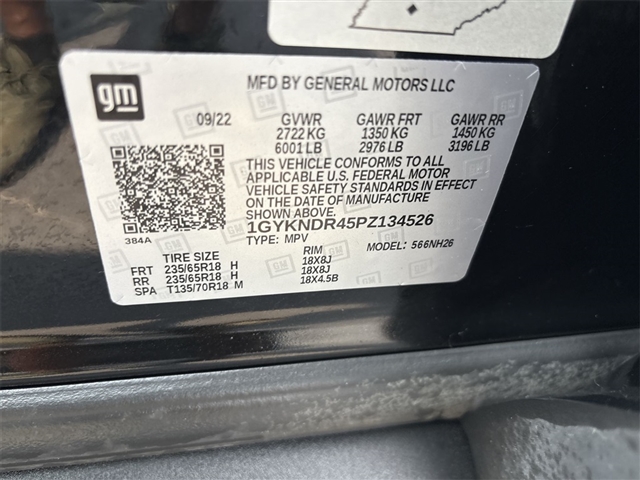 gm
MFD BY GENERAL MOTORS LLC
09/22 GVWR GAWR FRT GAWR RR
2722 KG 1350 KG 1450 KG
6001 LB 2976 LB 3196 LB
THIS VEHICLE CONFORMS TO ALL
APPLICABLE U.S. FEDERAL MOTOR
VEHICLE SAFETY STANDARDS IN EFFECT
ON THE DATE OF MANUFACTURE
SHOWN ABOVE.
1GYKNDR45PZ134526
384A
TYPE: MPV MODEL: 566NH26
TIRE SIZE RIM
FRT 235/65R18 H 18X8J
RR 235/65R18 H 18X8J
SPA T135/70R18 M 18X4.5B